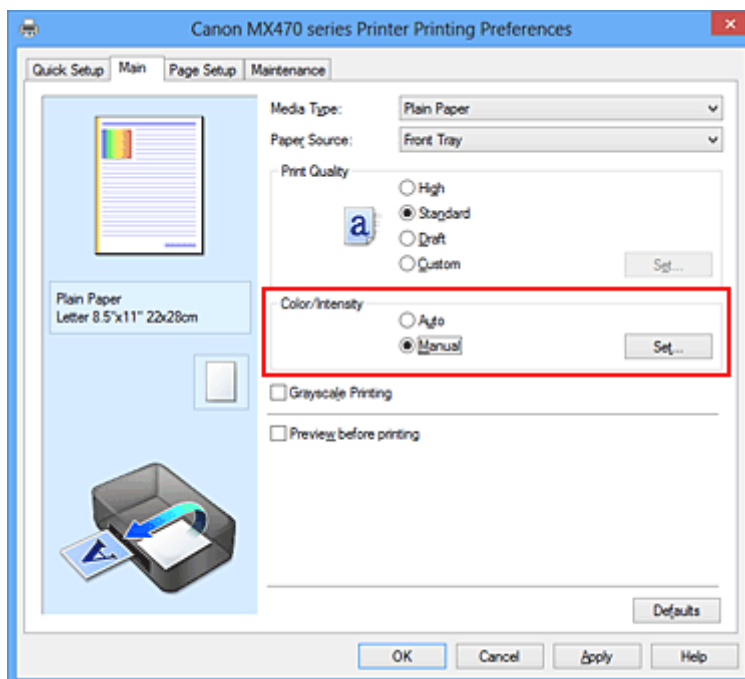 Canon MX470 series Printer Printing Preferences
Quick Setup Main Page Setup Maintenance
Media Type: Plain Paper
Paper Source: Front Tray
Print Quality
High
a
Standard
Draft
Custom Set...
Plain Paper
Letter 8.5"x11" 22x28cm
Color/Intensity
Auto
Manual Set...
Grayscale Printing
Preview before printing
A
Defaults
OK Cancel Apply Help